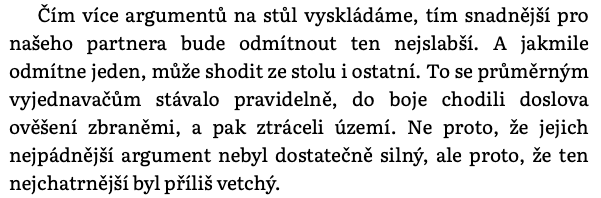 Čím více argumentů na stůl vyskládáme, tím snadnější pro
našeho partnera bude odmítnout ten nejslabší. A jakmile
odmítne jeden, může shodit ze stolu i ostatní. To se průměrným
vyjednavačům stávalo pravidelně, do boje chodili doslova
ověšení zbraněmi, a pak ztráceli území. Ne proto, že jejich
nejpádnější argument nebyl dostatečně silný, ale proto, že ten
nejchatrnější byl příliš vetchý.